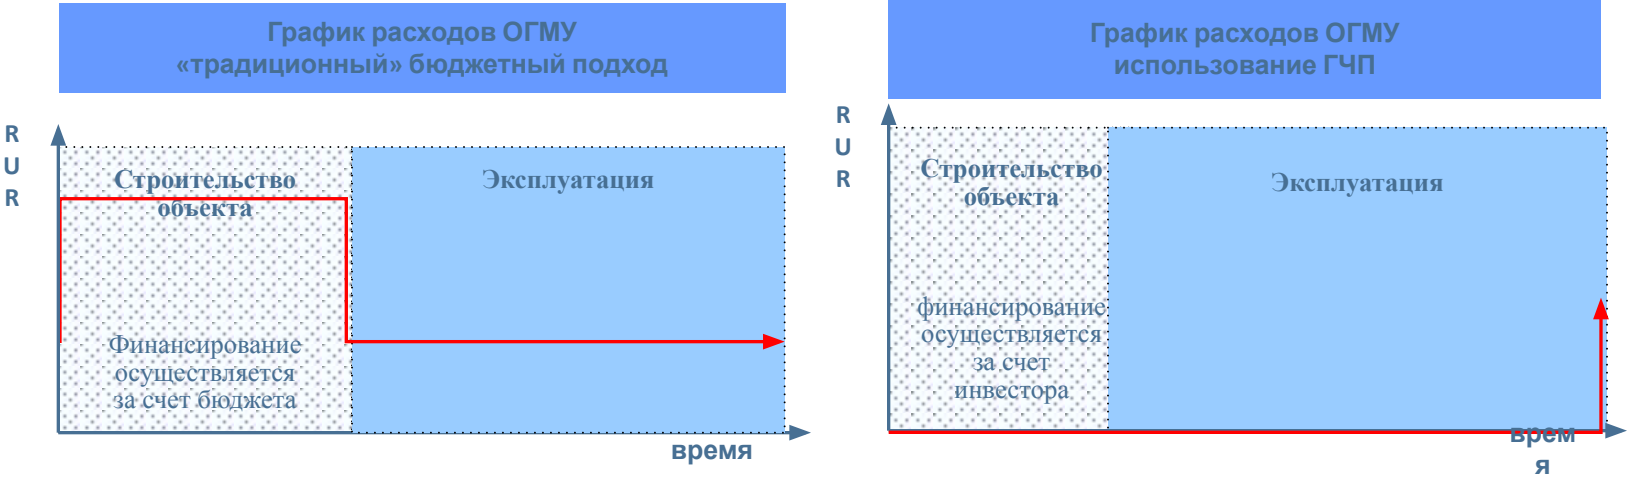 График расходов ОГМУ
«традиционный» бюджетный подход
R
U
R
Строительство
объекта
Эксплуатация
Финансирование
осуществляется
за счет бюджета
время
График расходов ОГМУ
использование ГЧП
R
U
R
Строительство
объекта
Эксплуатация
финансирование
осуществляется
за счет
инвестора
врем
я